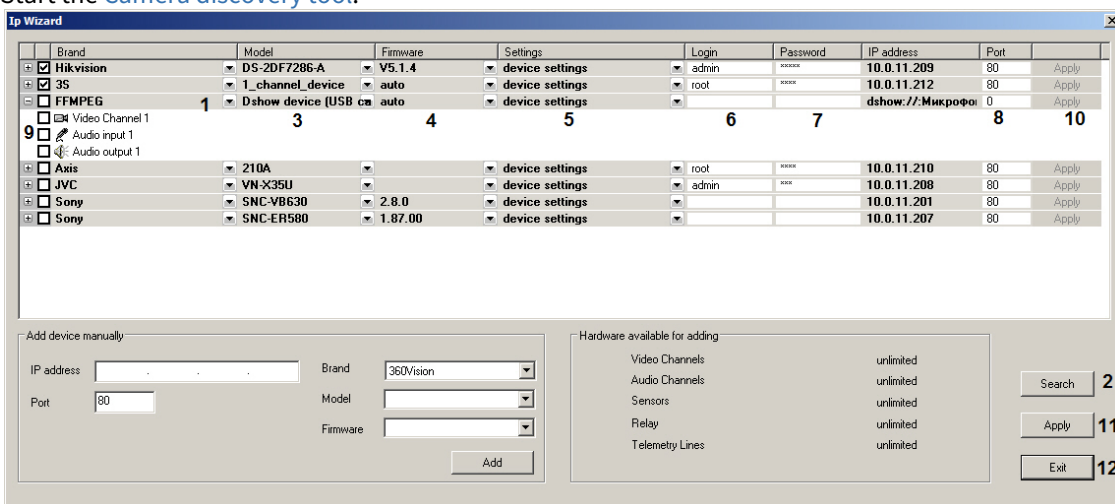 Start the Camera discovery tool.
Ip Wizard
Brand Model Firmware Settings Login Password IP address Port
Hikvision DS-2DF7286-A V5.1.4 device settings admin xxxxx 10.0.11.209 80 Apply
3S 1_channel_device auto device settings root xxxx 10.0.11.212 80 Apply
FFMPEG 1 Dshow device (USB ca auto device settings dshow://:Микрофо 0 Apply
Video Channel 1 3 4 5 6 7 8 10
9 Audio input 1
Audio output 1
Axis 210A device settings root xxxx 10.0.11.210 80 Apply
JVC VN-X35U device settings admin xxx 10.0.11.208 80 Apply
Sony SNC-VB630 2.8.0 device settings 10.0.11.201 80 Apply
Sony SNC-ER580 1.87.00 device settings 10.0.11.207 80 Apply
Add device manually
IP address . . .
Port 80
Brand 360Vision
Model
Firmware
Add
Hardware available for adding
Video Channels unlimited
Audio Channels unlimited
Sensors unlimited
Relay unlimited
Telemetry Lines unlimited
Search 2
Apply 11
Exit 12